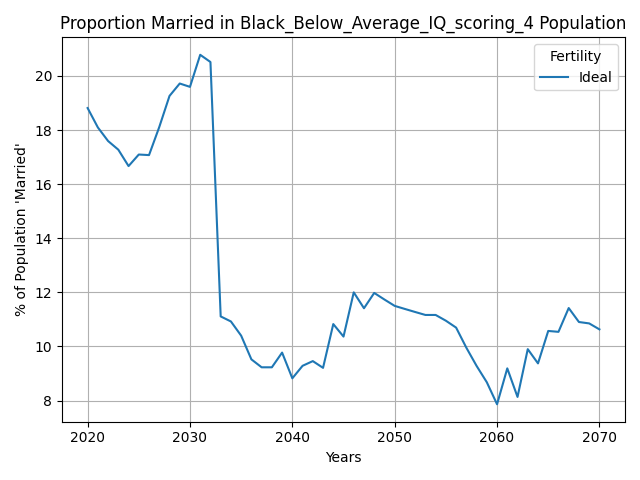 Proportion Married in Black_Below_Average_IQ_scoring_4 Population
Fertility
Ideal
% of Population 'Married'
20
18
16
14
12
10
8
2020 2030 2040 2050 2060 2070
Years